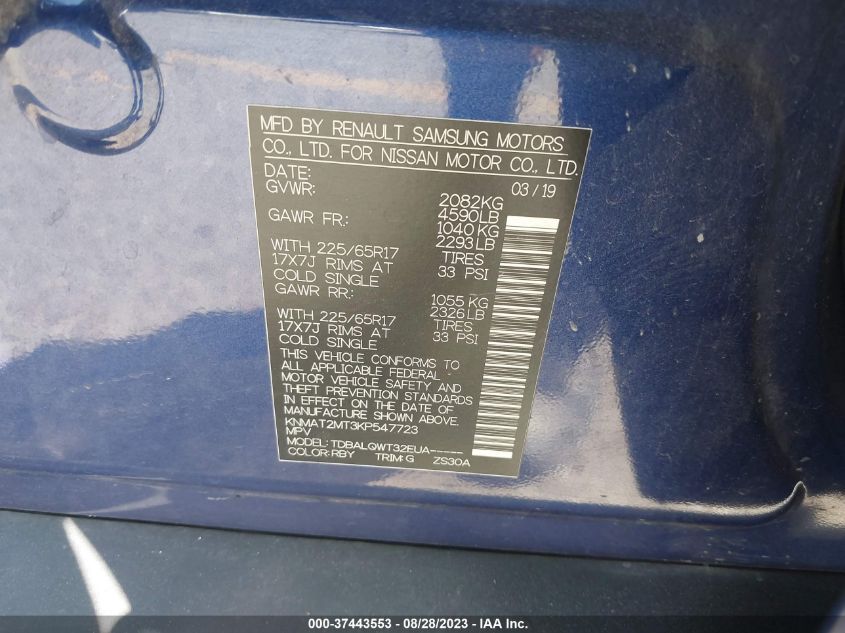 MFD BY RENAULT SAMSUNG MOTORS
CO., LTD. FOR NISSAN MOTOR CO., LTD.
DATE: 03/19
GVWR: 2082KG
4590LB
GAWR FR: 1040KG
2293LB
WITH 225/65R17 TIRES
17X7J RIMS AT 33 PSI
COLD SINGLE
GAWR RR: 1055KG
2326LB
WITH 225/65R17 TIRES
17X7J RIMS AT 33 PSI
COLD SINGLE
THIS VEHICLE CONFORMS TO
ALL APPLICABLE FEDERAL
MOTOR VEHICLE SAFETY AND
THEFT PREVENTION STANDARDS
IN EFFECT ON THE DATE OF
MANUFACTURE SHOWN ABOVE.
KNMAT2MT3KP547723
MPV
MODEL: TDBALQWT32EUA-----
COLOR:RBY TRIM:G ZS30A
000-37443553 - 08/28/2023 - IAA Inc.